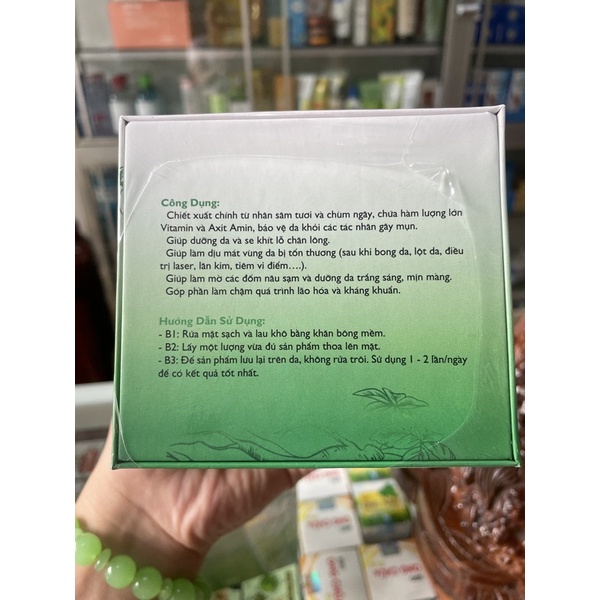 Công Dụng:
Chiết xuất chính từ nhân sâm tươi và chùm ngây, chứa hàm lượng lớn
Vitamin và Axit Amin, bảo vệ da khỏi các tác nhân gây mụn.
Giúp dưỡng da và se khít lỗ chân lông.
Giúp làm dịu mát vùng da bị tổn thương (sau khi bong da, lột da, điều
trị laser, lăn kim, tiêm vi điểm....).
Giúp làm mờ các đốm nâu sạm và dưỡng da trắng sáng, mịn màng.
Góp phần làm chậm quá trình lão hóa và kháng khuẩn.
Hướng Dẫn Sử Dụng:
- B1: Rửa mặt sạch và lau khô bằng khăn bông mềm.
- B2: Lấy một lượng vừa đủ sản phẩm thoa lên mặt.
- B3: Để sản phẩm lưu lại trên da, không rửa trôi. Sử dụng 1 - 2 lần/ngày
để có kết quả tốt nhất.